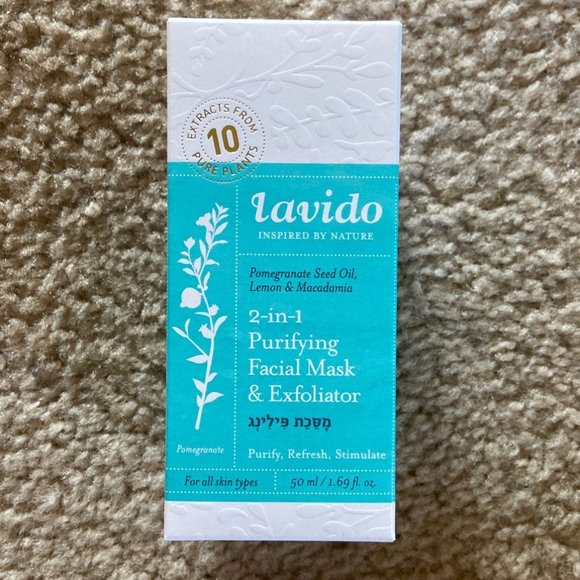 EXTRACTS FROM
10
PURE PLANTS
lavido
INSPIRED BY NATURE
Pomegranate Seed Oil,
Lemon & Macadamia
2-in-1
Purifying
Facial Mask
& Exfoliator
מַסֵּכַת פִּילִינְג
Pomegranate
Purify, Refresh, Stimulate
For all skin types
50 ml / 1.69 fl. oz.